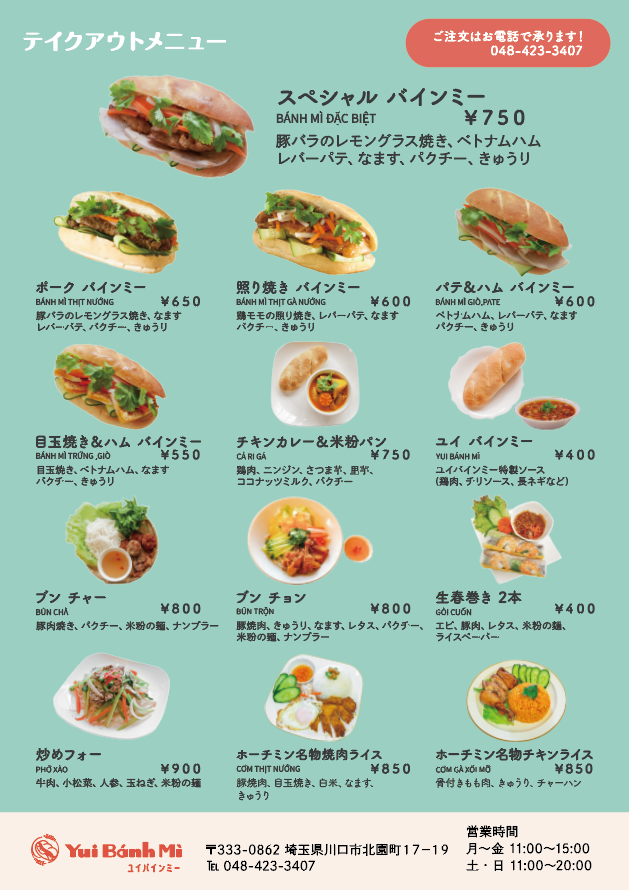 テイクアウトメニュー
ご注文はお電話で承ります!
048-423-3407
スペシャル バインミー
BÁNH MÌ ĐẶC BIỆT ¥750
豚バラのレモングラス焼き、ベトナムハム
レバーパテ、なます、パクチー、きゅうり
ポーク バインミー
BÁNH MÌ THỊT NƯỚNG ¥650
豚バラのレモングラス焼き、なます
レバーパテ、パクチー、きゅうり
照り焼き バインミー
BÁNH MÌ THỊT GÀ NƯỚNG ¥600
鶏モモの照り焼き、レバーパテ、なます
パクチー、きゅうり
パテ&ハム バインミー
BÁNH MÌ GIÒ,PATE ¥600
ベトナムハム、レバーパテ、なます
パクチー、きゅうり
目玉焼き&ハム バインミー
BÁNH MÌ TRỨNG ,GIÒ ¥550
目玉焼き、ベトナムハム、なます
パクチー、きゅうり
チキンカレー&米粉パン
CÀ RI GÀ ¥750
鶏肉、ニンジン、さつま芋、里芋、
ココナッツミルク、パクチー
ユイ バインミー
YUI BÁNH MÌ ¥400
ユイバインミー特製ソース
(鶏肉、チリソース、長ネギなど)
ブン チャー
BÚN CHẢ ¥800
豚肉焼き、パクチー、米粉の麺、ナンプラー
ブン チョン
BÚN TRỘN ¥800
豚焼肉、きゅうり、なます、レタス、パクチー、
米粉の麺、ナンプラー
生春巻き 2本
GỎI CUỐN ¥400
エビ、豚肉、レタス、米粉の麺、
ライスペーパー
炒めフォー
PHỞ XÀO ¥900
牛肉、小松菜、人参、玉ねぎ、米粉の麺
ホーチミン名物焼肉ライス
CƠM THỊT NƯỚNG ¥850
豚焼肉、目玉焼き、白米、なます、
きゅうり
ホーチミン名物チキンライス
CƠM GÀ XỐI MỠ ¥850
骨付きもも肉、きゅうり、チャーハン
Yui Bánh Mì
ユイバインミー
〒333-0862 埼玉県川口市北園町17-19
℡ 048-423-3407
営業時間
月〜金 11:00〜15:00
土・日 11:00〜20:00